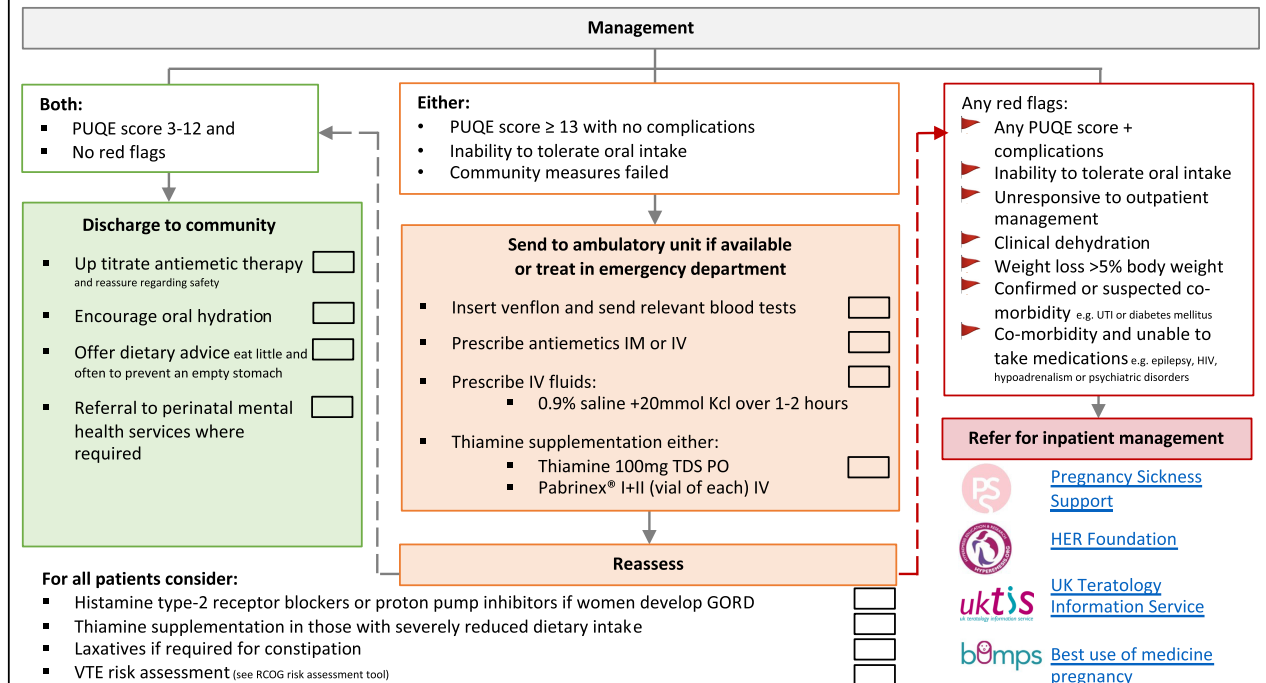 Management
Both:
▪ PUQE score 3-12 and
▪ No red flags
Discharge to community
▪ Up titrate antiemetic therapy
and reassure regarding safety
▪ Encourage oral hydration
▪ Offer dietary advice eat little and
often to prevent an empty stomach
▪ Referral to perinatal mental
health services where
required
Either:
• PUQE score ≥ 13 with no complications
• Inability to tolerate oral intake
• Community measures failed
Send to ambulatory unit if available
or treat in emergency department
▪ Insert venflon and send relevant blood tests
▪ Prescribe antiemetics IM or IV
▪ Prescribe IV fluids:
▪ 0.9% saline +20mmol Kcl over 1-2 hours
▪ Thiamine supplementation either:
▪ Thiamine 100mg TDS PO
▪ Pabrinex® I+II (vial of each) IV
Reassess
Any red flags:
Any PUQE score +
complications
Inability to tolerate oral intake
Unresponsive to outpatient
management
Clinical dehydration
Weight loss >5% body weight
Confirmed or suspected co-
morbidity e.g. UTI or diabetes mellitus
Co-morbidity and unable to
take medications e.g. epilepsy, HIV,
hypoadrenalism or psychiatric disorders
Refer for inpatient management
PS
Pregnancy Sickness
Support
HER Foundation
uktis
uk teratology information service
UK Teratology
Information Service
bumps
Best use of medicine
pregnancy
For all patients consider:
▪ Histamine type-2 receptor blockers or proton pump inhibitors if women develop GORD
▪ Thiamine supplementation in those with severely reduced dietary intake
▪ Laxatives if required for constipation
▪ VTE risk assessment (see RCOG risk assessment tool)